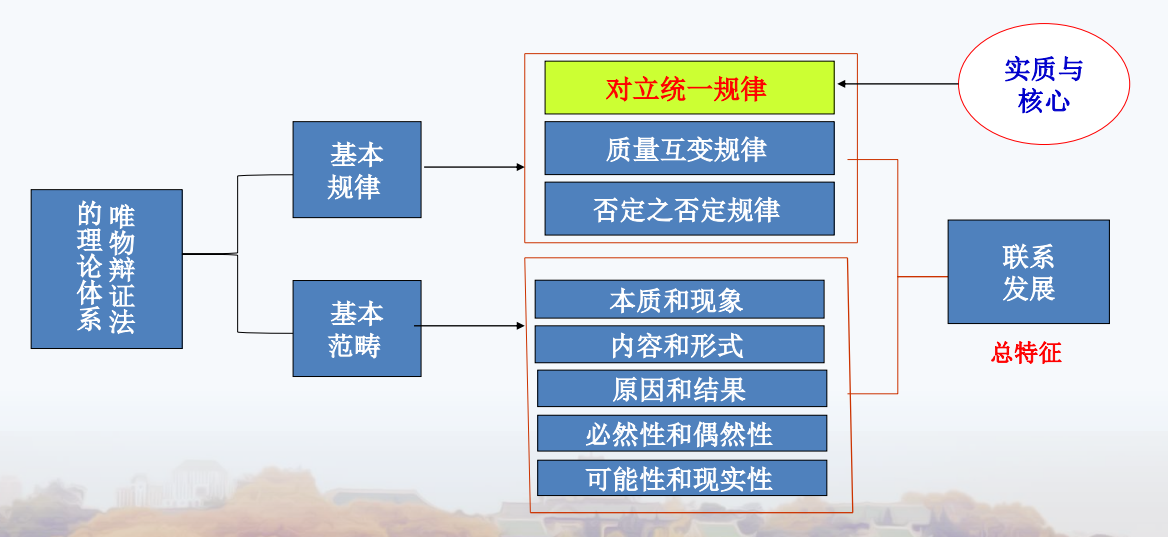 唯物辩证法
的理论体系
基本
规律
基本
范畴
对立统一规律
质量互变规律
否定之否定规律
本质和现象
内容和形式
原因和结果
必然性和偶然性
可能性和现实性
实质与
核心
联系
发展
总特征